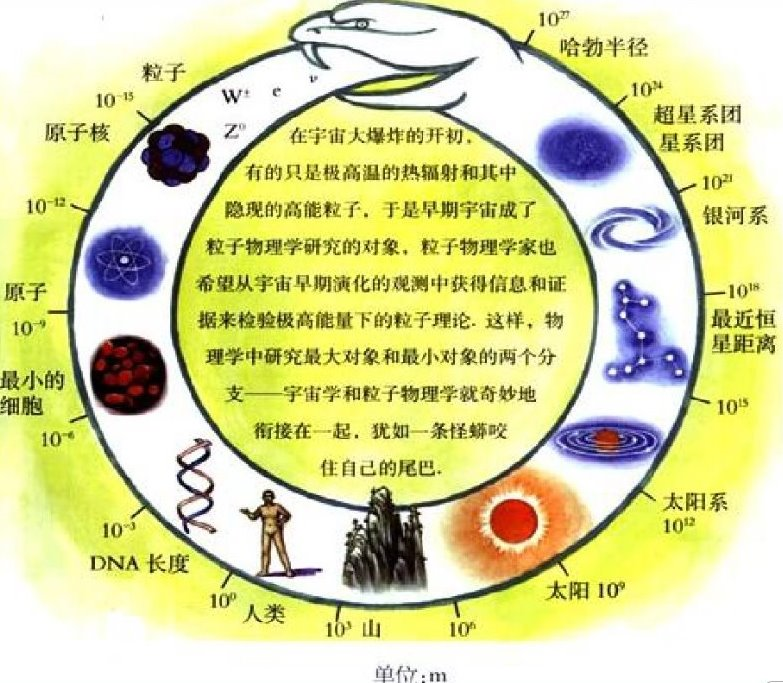 10²⁷
哈勃半径
10²⁴
超星系团
星系团
10²¹
银河系
10¹⁸
最近恒
星距离
10¹⁵
太阳系
10¹²
太阳 10⁹
10⁶
10³ 山
10⁰
人类
10⁻³
DNA 长度
10⁻⁶
最小的
细胞
10⁻⁹
原子
10⁻¹²
原子核
10⁻¹⁵
粒子
W± e ν
Z⁰
在宇宙大爆炸的开初,
有的只是极高温的热辐射和其中
隐现的高能粒子, 于是早期宇宙成了
粒子物理学研究的对象, 粒子物理学家也
希望从宇宙早期演化的观测中获得信息和证
据来检验极高能量下的粒子理论. 这样, 物
理学中研究最大对象和最小对象的两个分
支——宇宙学和粒子物理学就奇妙地
衔接在一起, 犹如一条怪蟒咬
住自己的尾巴.
单位:m